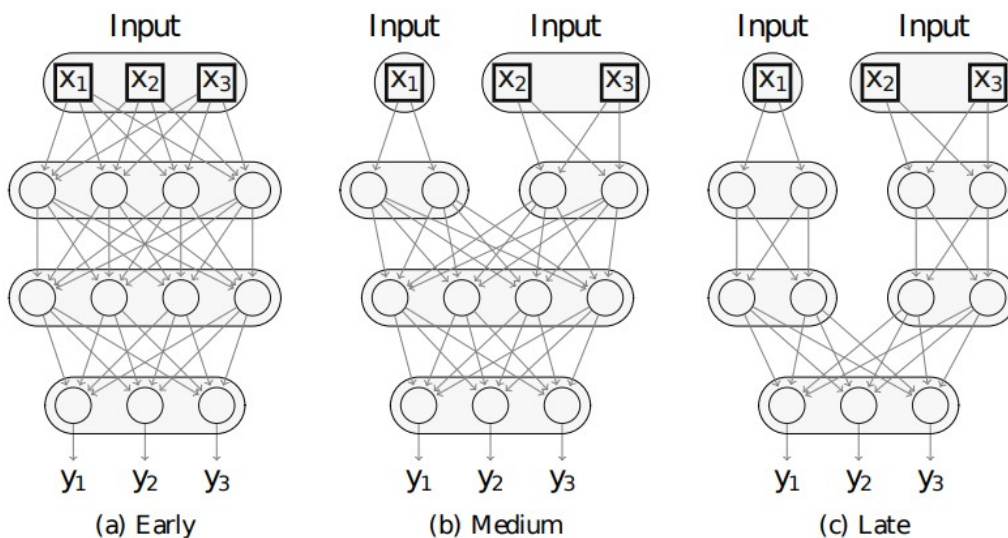 Input Input Input Input Input
x1 x2 x3 x1 x2 x3 x1 x2 x3
y1 y2 y3 y1 y2 y3 y1 y2 y3
(a) Early (b) Medium (c) Late